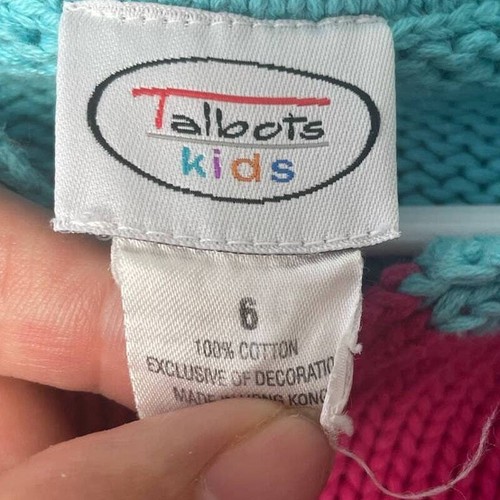 Talbots
kids
6
100% COTTON
EXCLUSIVE OF DECORATIO
MADE IN HONG KONG